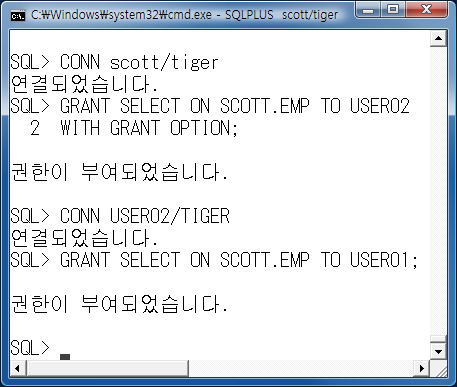 C:₩Windows₩system32₩cmd.exe - SQLPLUS  scott/tiger
SQL> CONN scott/tiger
연결되었습니다.
SQL> GRANT SELECT ON SCOTT.EMP TO USER02
  2  WITH GRANT OPTION;
권한이 부여되었습니다.
SQL> CONN USER02/TIGER
연결되었습니다.
SQL> GRANT SELECT ON SCOTT.EMP TO USER01;
권한이 부여되었습니다.
SQL>